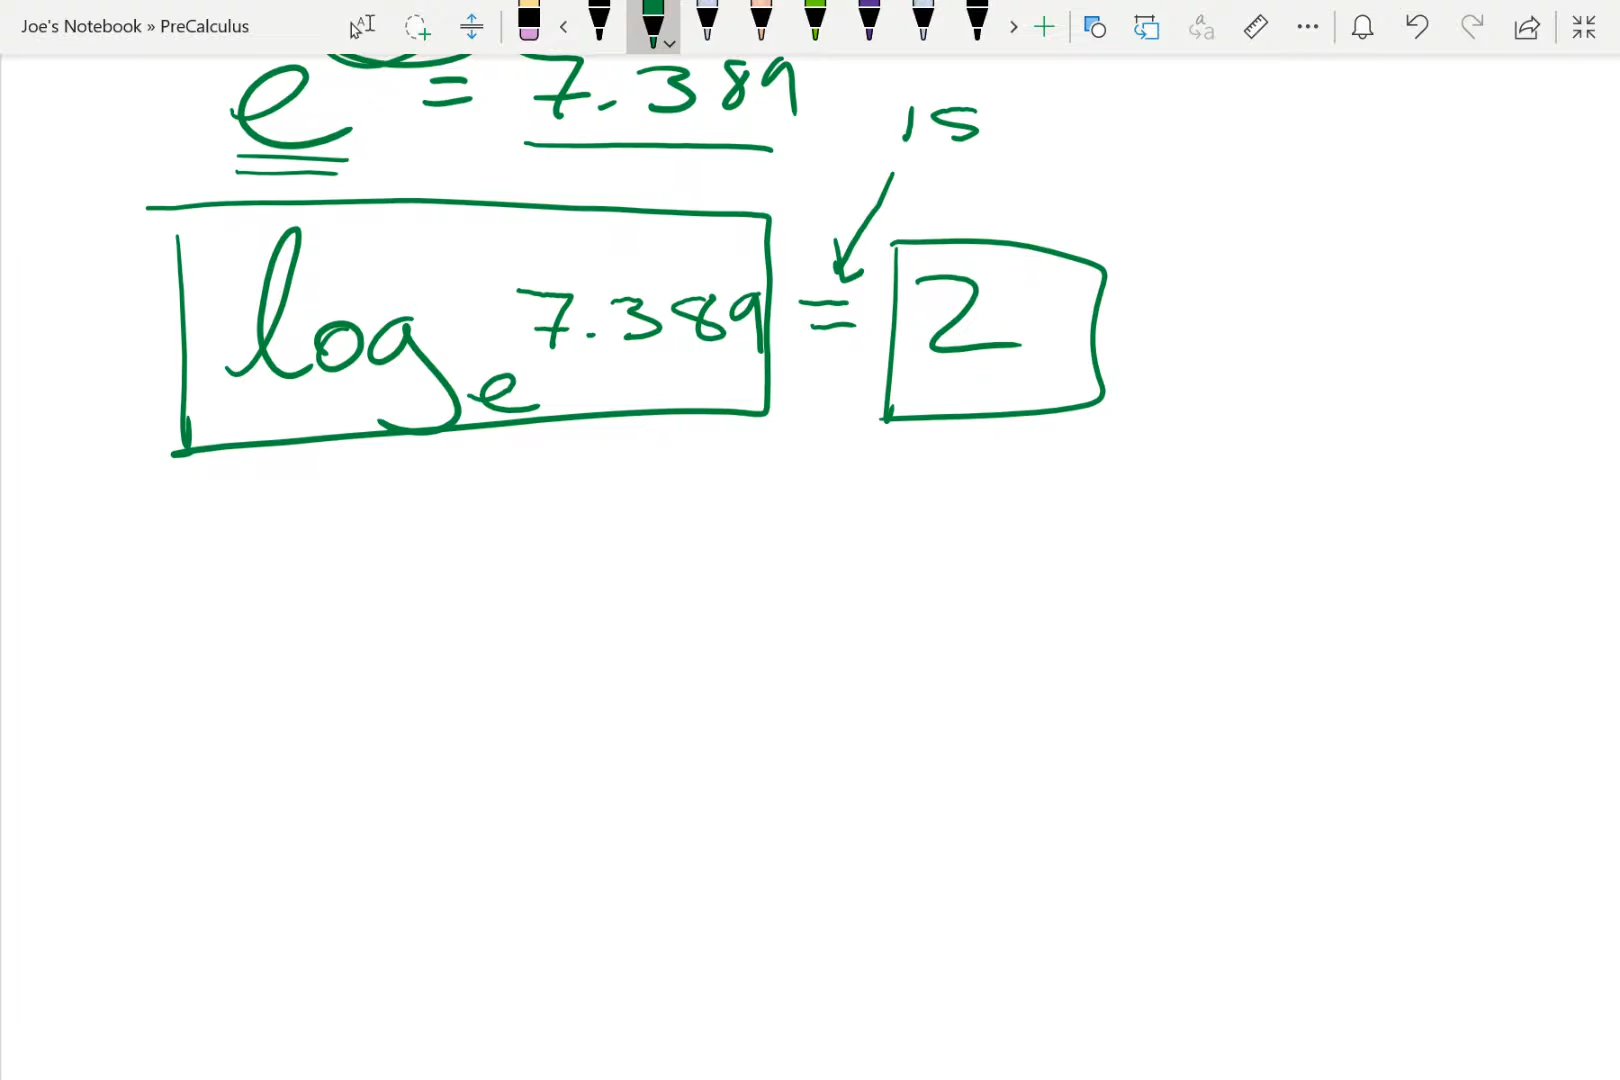 Joe's Notebook » PreCalculus
e = 7.389
is
log e 7.389 = 2